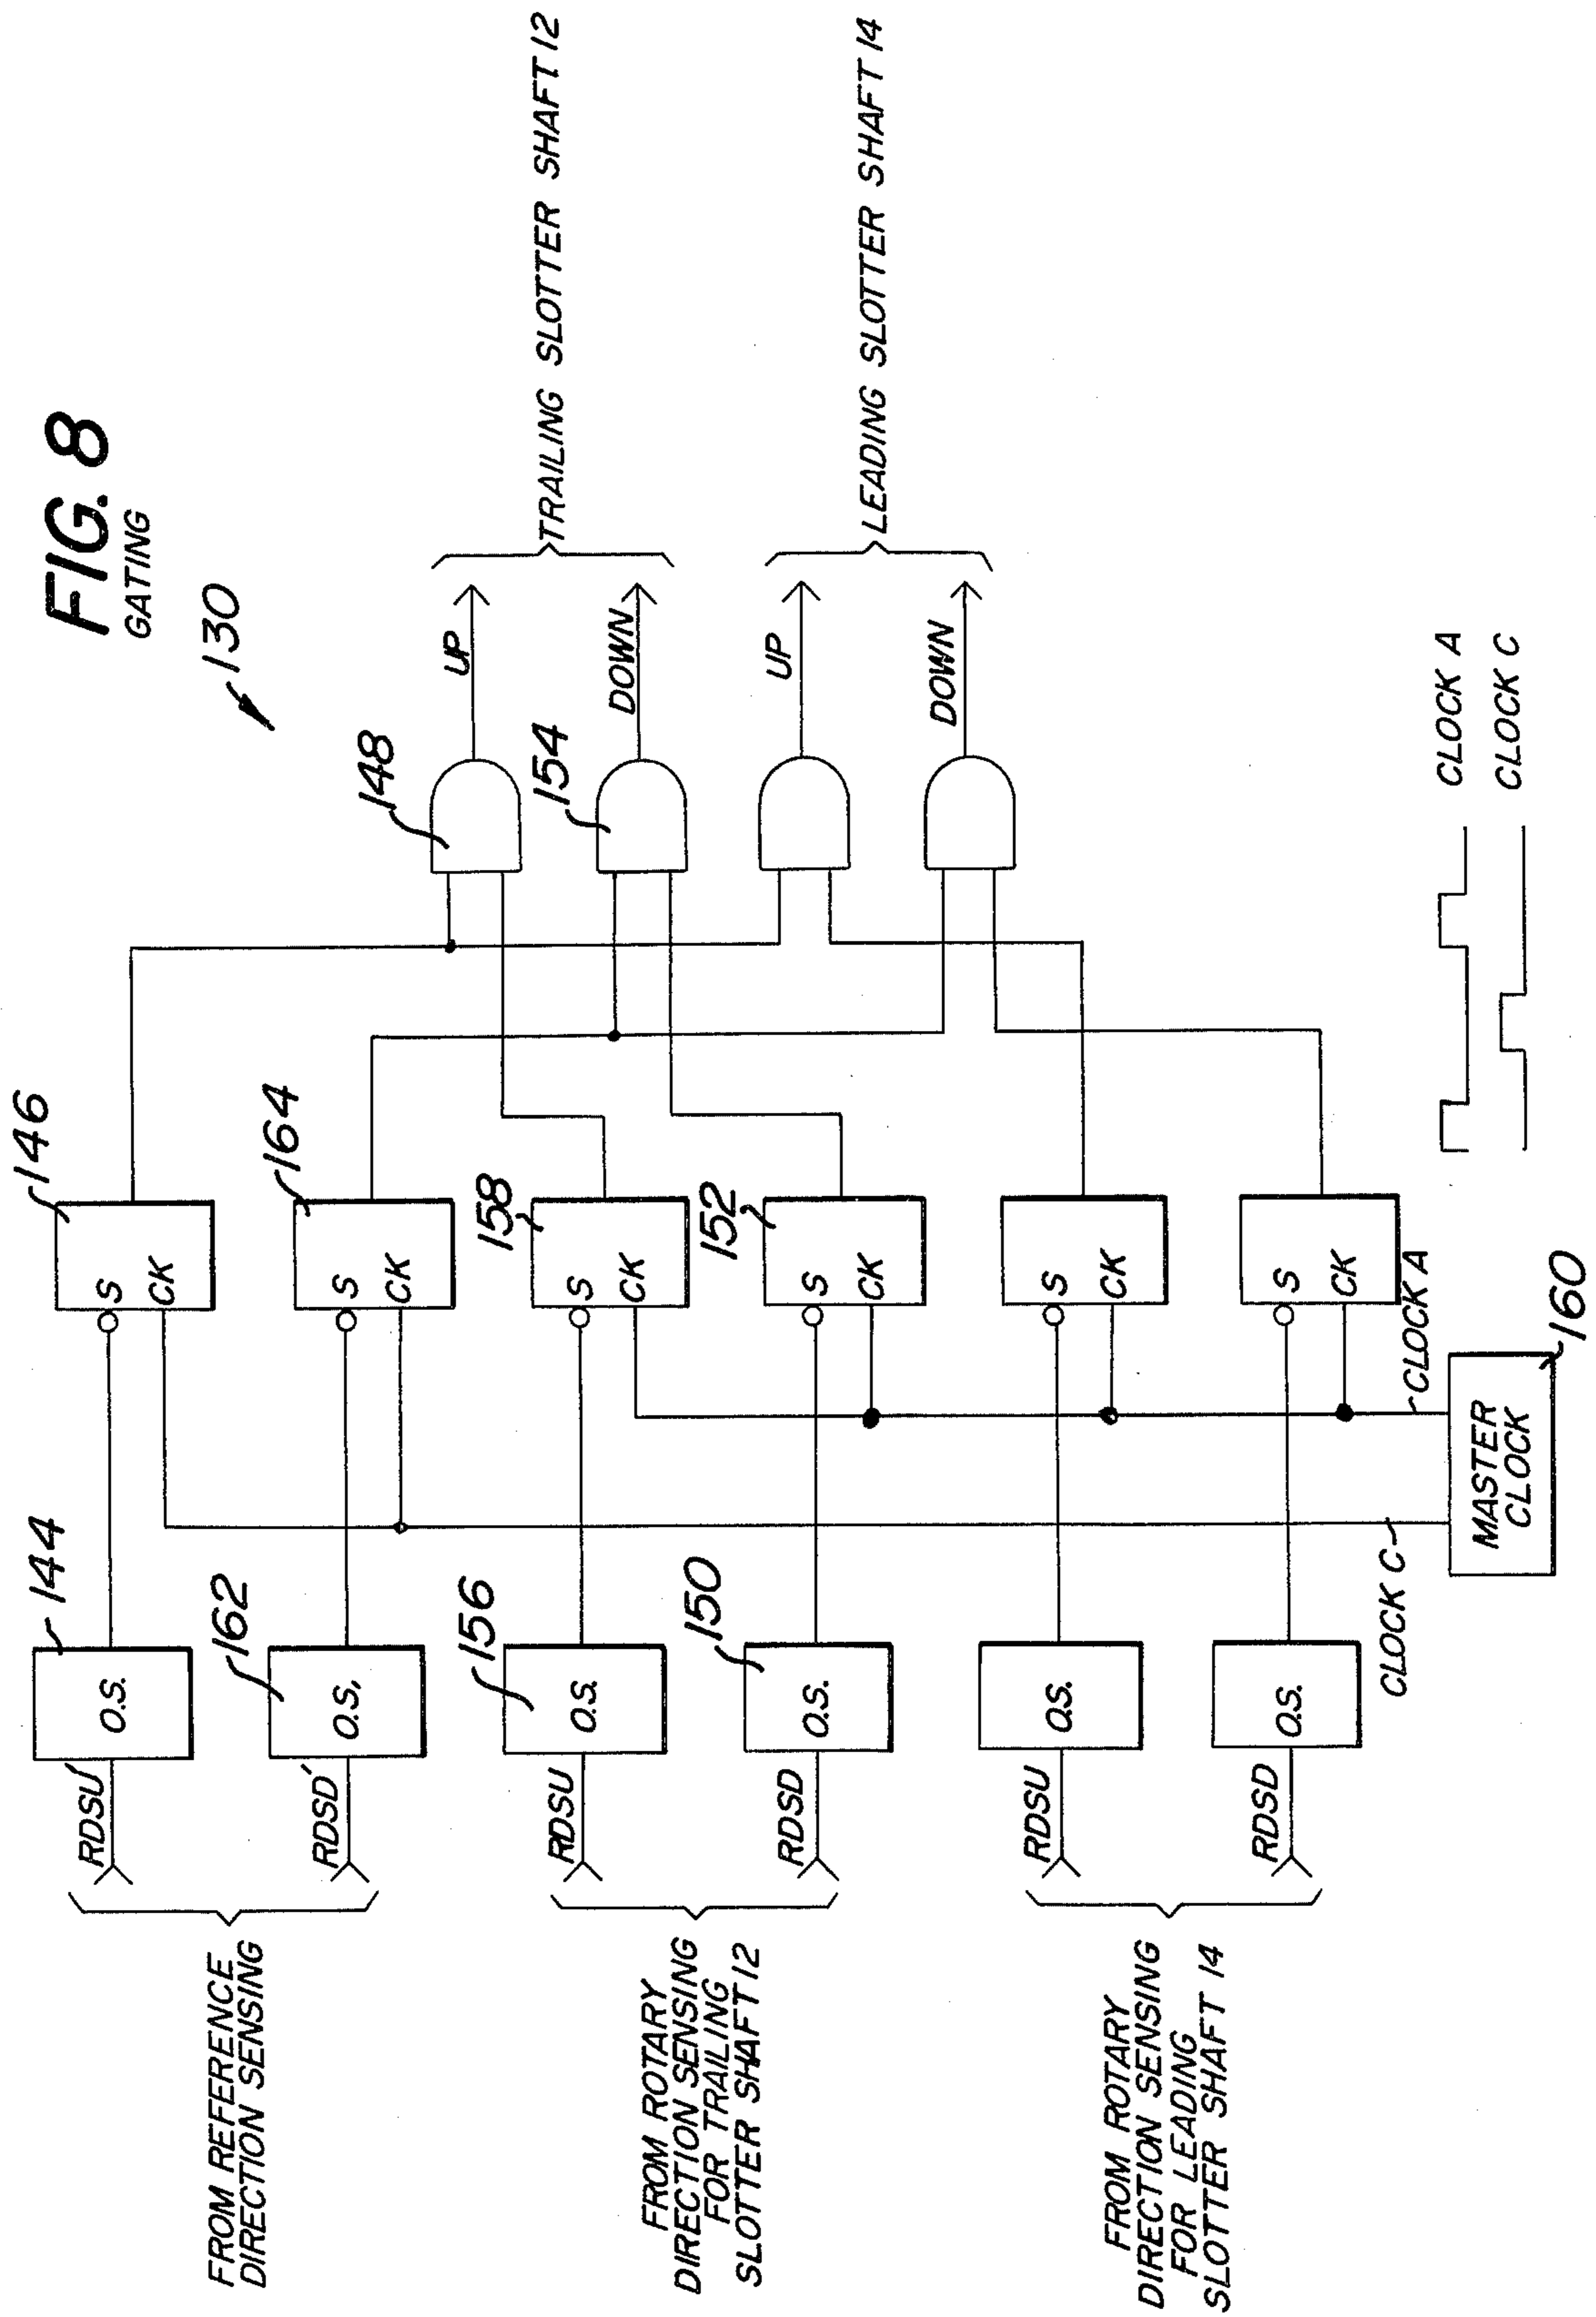 FIG. 8
GATING
130
FROM REFERENCE
DIRECTION SENSING
RDSU'
RDSD'
144
O.S.
162
O.S,
146
S
CK
164
S
CK
FROM ROTARY
DIRECTION SENSING
FOR TRAILING
SLOTTER SHAFT 12
RDSU
RDSD
156
O.S.
150
O.S.
158
S
CK
152
S
CK
FROM ROTARY
DIRECTION SENSING
FOR LEADING
SLOTTER SHAFT 14
RDSU
RDSD
O.S.
O.S.
S
CK
S
CK
148
UP
154
DOWN
TRAILING SLOTTER SHAFT 12
UP
DOWN
LEADING SLOTTER SHAFT 14
CLOCK C
CLOCK A
MASTER
CLOCK
160
CLOCK A
CLOCK C